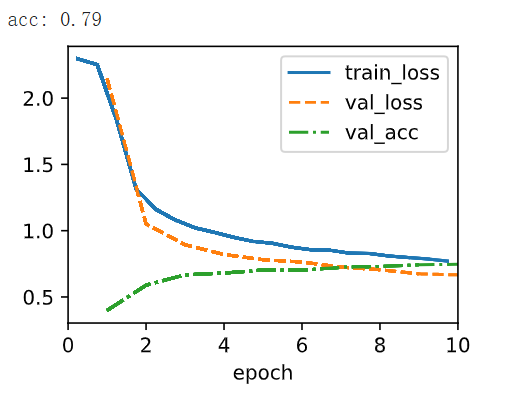 acc: 0.79
train_loss
val_loss
val_acc
2.0
1.5
1.0
0.5
0 2 4 6 8 10
epoch